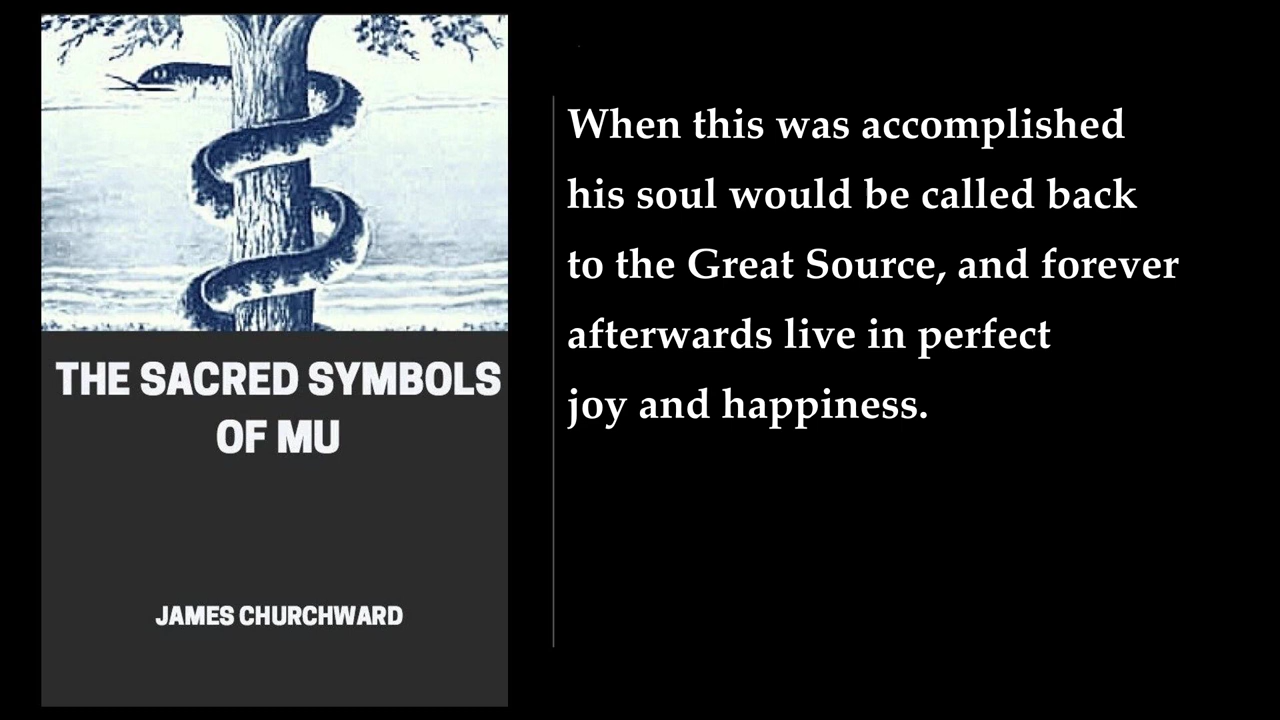 THE SACRED SYMBOLS
OF MU
JAMES CHURCHWARD
When this was accomplished
his soul would be called back
to the Great Source, and forever
afterwards live in perfect
joy and happiness.